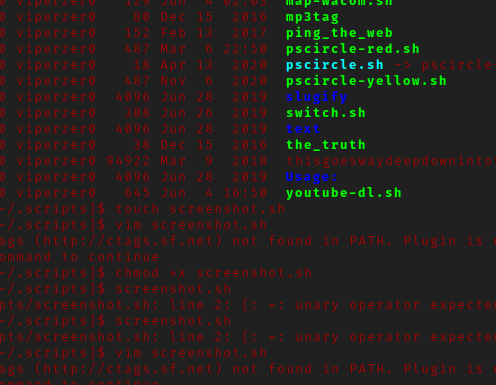 0 viperzer0 129 Jun 4 02:03 map-wacom.sh
0 viperzer0 80 Dec 15 2016 mp3tag
0 viperzer0 152 Feb 13 2017 ping_the_web
0 viperzer0 487 Mar 6 22:50 pscircle-red.sh
0 viperzer0 18 Apr 13 2020 pscircle.sh -> pscircle
0 viperzer0 487 Nov 6 2020 pscircle-yellow.sh
0 viperzer0 4096 Jun 28 2019 slugify
0 viperzer0 308 Jun 26 2019 switch.sh
0 viperzer0 4096 Jun 28 2019 text
0 viperzer0 38 Dec 15 2016 the_truth
0 viperzer0 94922 Mar 9 2018 thisgoeswaydeepdowninto
0 viperzer0 4096 Jun 28 2019 Usage:
0 viperzer0 645 Jun 4 16:50 youtube-dl.sh
~/.scripts]$ touch screenshot.sh
~/.scripts]$ vim screenshot.sh
ags (http://ctags.sf.net) not found in PATH. Plugin is
ommand to continue
~/.scripts]$ chmod +x screenshot.sh
~/.scripts]$ screenshot.sh
pts/screenshot.sh: line 2: [: =: unary operator expected
~/.scripts]$ screenshot.sh
pts/screenshot.sh: line 2: [: =: unary operator expected
~/.scripts]$ vim screenshot.sh
ags (http://ctags.sf.net) not found in PATH. Plugin is
ommand to continue